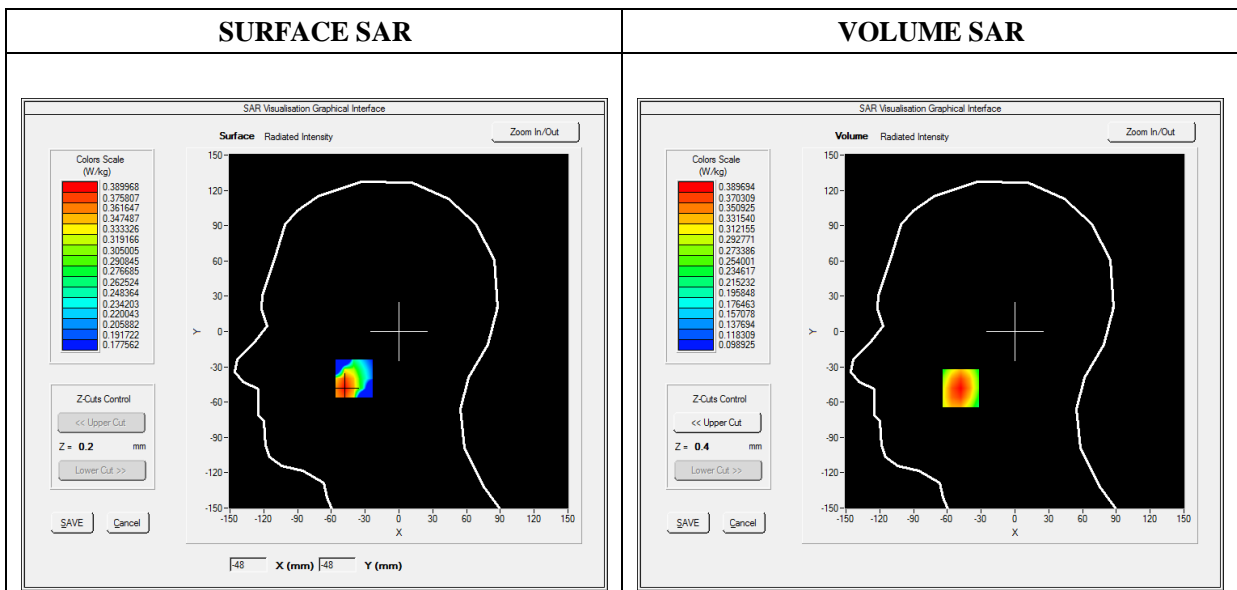 SURFACE SAR
VOLUME SAR
SAR Visualisation Graphical Interface
Surface Radiated Intensity
Zoom In/Out
Colors Scale
(W/kg)
0.389968
0.375807
0.361647
0.347487
0.333326
0.319166
0.305005
0.290845
0.276685
0.262524
0.248364
0.234203
0.220043
0.205882
0.191722
0.177562
150
120
90
60
30
0
-30
-60
-90
-120
-150
Y
-150 -120 -90 -60 -30 0 30 60 90 120 150
X
Z-Cuts Control
<< Upper Cut
Z = 0.2 mm
Lower Cut >>
SAVE Cancel
-48 X (mm) -48 Y (mm)
SAR Visualisation Graphical Interface
Volume Radiated Intensity
Zoom In/Out
Colors Scale
(W/kg)
0.389694
0.370309
0.350925
0.331540
0.312155
0.292771
0.273386
0.254001
0.234617
0.215232
0.195848
0.176463
0.157078
0.137694
0.118309
0.098925
150
120
90
60
30
0
-30
-60
-90
-120
-150
Y
-150 -120 -90 -60 -30 0 30 60 90 120 150
X
Z-Cuts Control
<< Upper Cut
Z = 0.4 mm
Lower Cut >>
SAVE Cancel